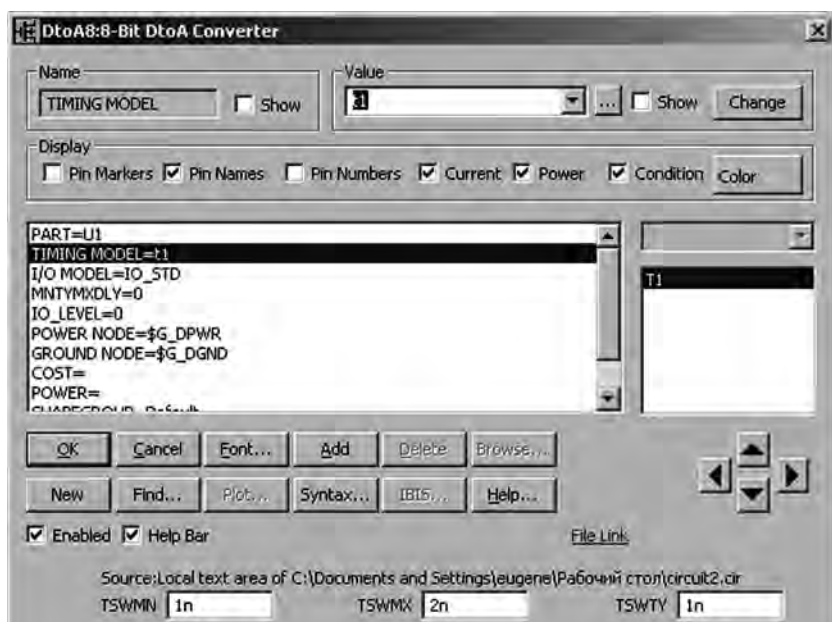 DtoA8:8-Bit DtoA Converter
Name
Value
TIMING MODEL
Show
t1
...
Show
Change
Display
Pin Markers
Pin Names
Pin Numbers
Current
Power
Condition
Color
PART=U1
TIMING MODEL=t1
I/O MODEL=IO_STD
MNTYMXDLY=0
IO_LEVEL=0
POWER NODE=$G_DPWR
GROUND NODE=$G_DGND
COST=
POWER=
SHAPEGROUP=Default
T1
OK
Cancel
Font...
Add
Delete
Browse...
New
Find...
Plot...
Syntax...
IBIS...
Help...
Enabled
Help Bar
File Link
Source:Local text area of C:\Documents and Settings\eugene\Рабочий стол\circuit2.cir
TSWMN 1n
TSWMX 2n
TSWTY 1n